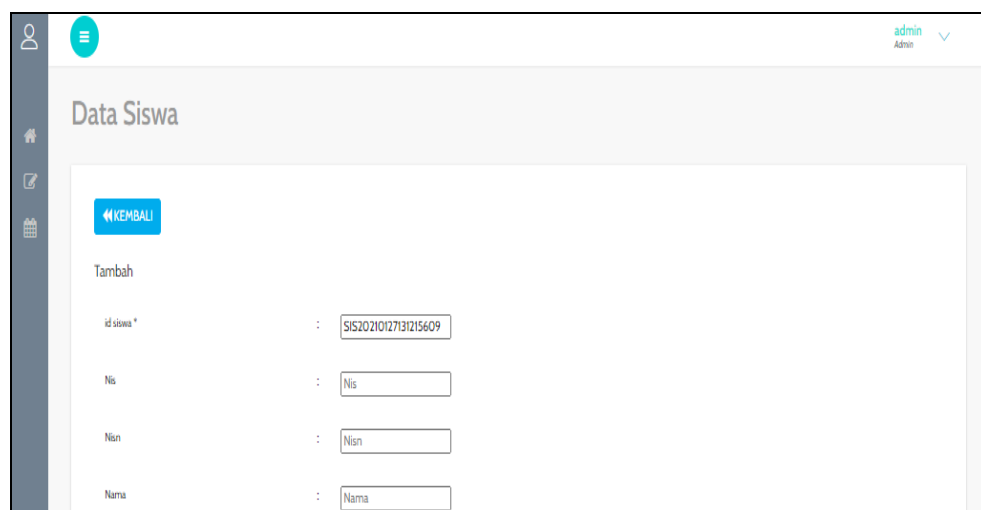 admin
Admin
Data Siswa
KEMBALI
Tambah
id siswa * : SIS20210127131215609
Nis : Nis
Nisn : Nisn
Nama : Nama